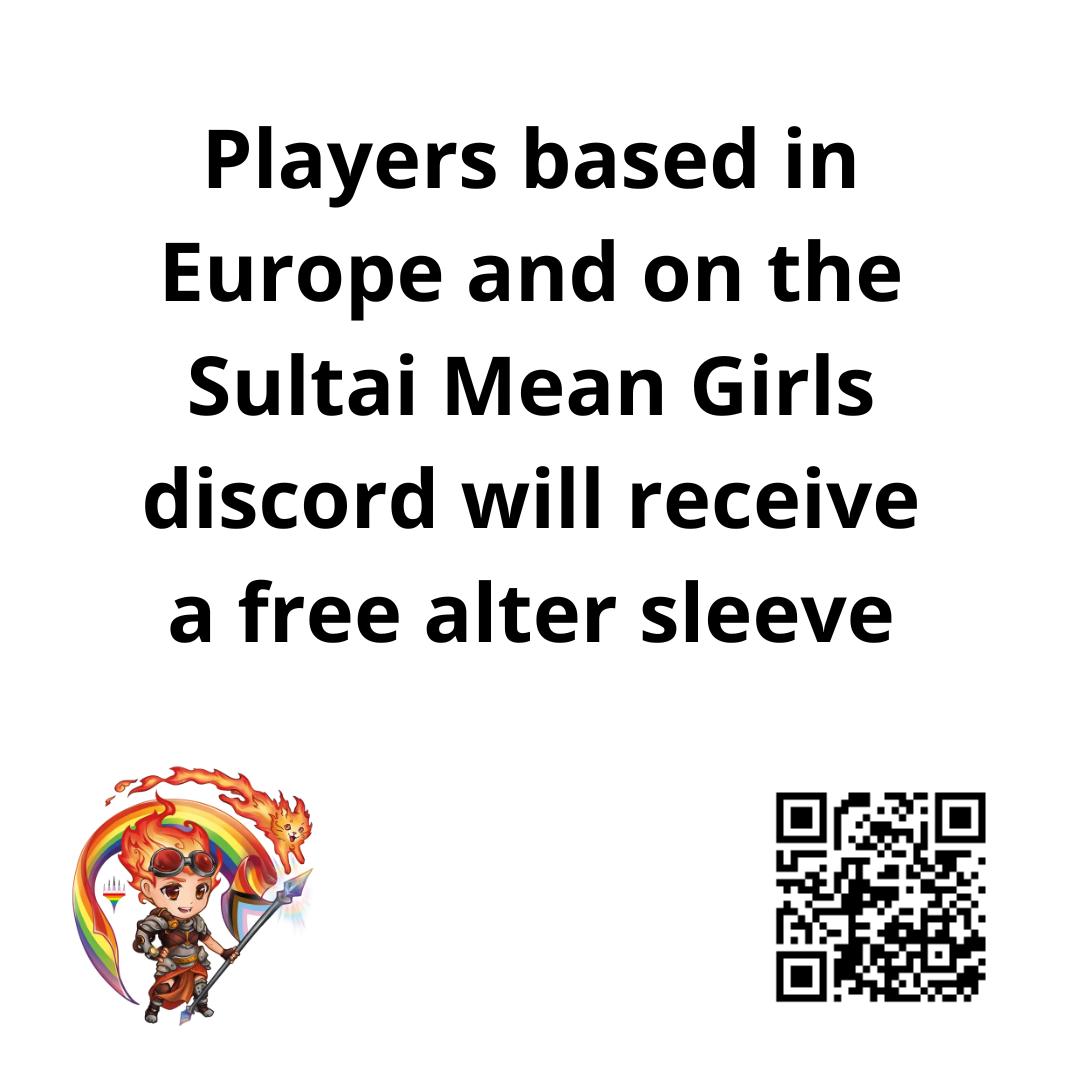 Players based in
Europe and on the
Sultai Mean Girls
discord will receive
a free alter sleeve